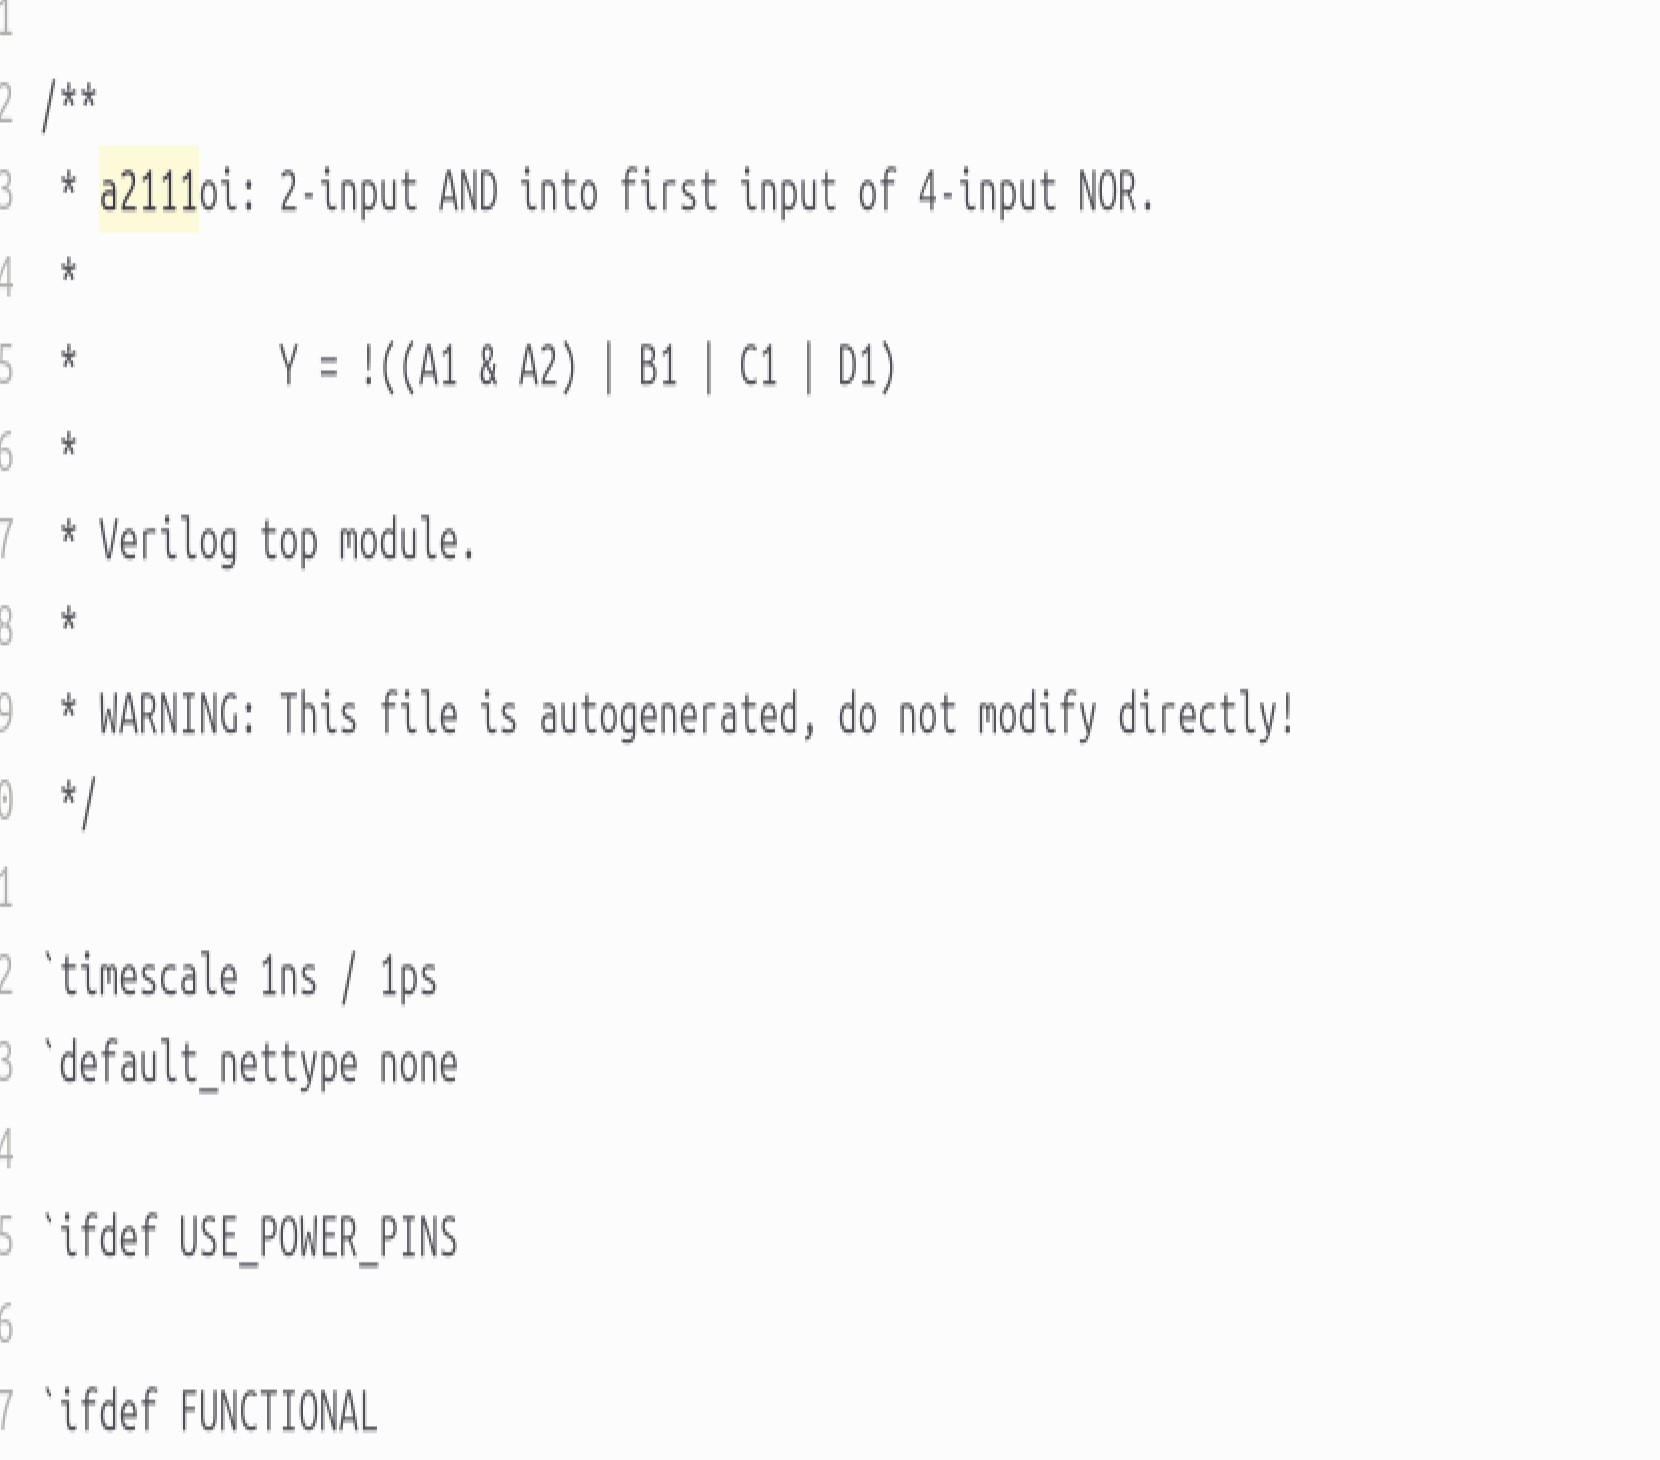 1
2 /**
3  * a2111oi: 2-input AND into first input of 4-input NOR.
4  *
5  *          Y = !((A1 & A2) | B1 | C1 | D1)
6  *
7  * Verilog top module.
8  *
9  * WARNING: This file is autogenerated, do not modify directly!
0  */
1
2 `timescale 1ns / 1ps
3 `default_nettype none
4
5 `ifdef USE_POWER_PINS
6
7 `ifdef FUNCTIONAL